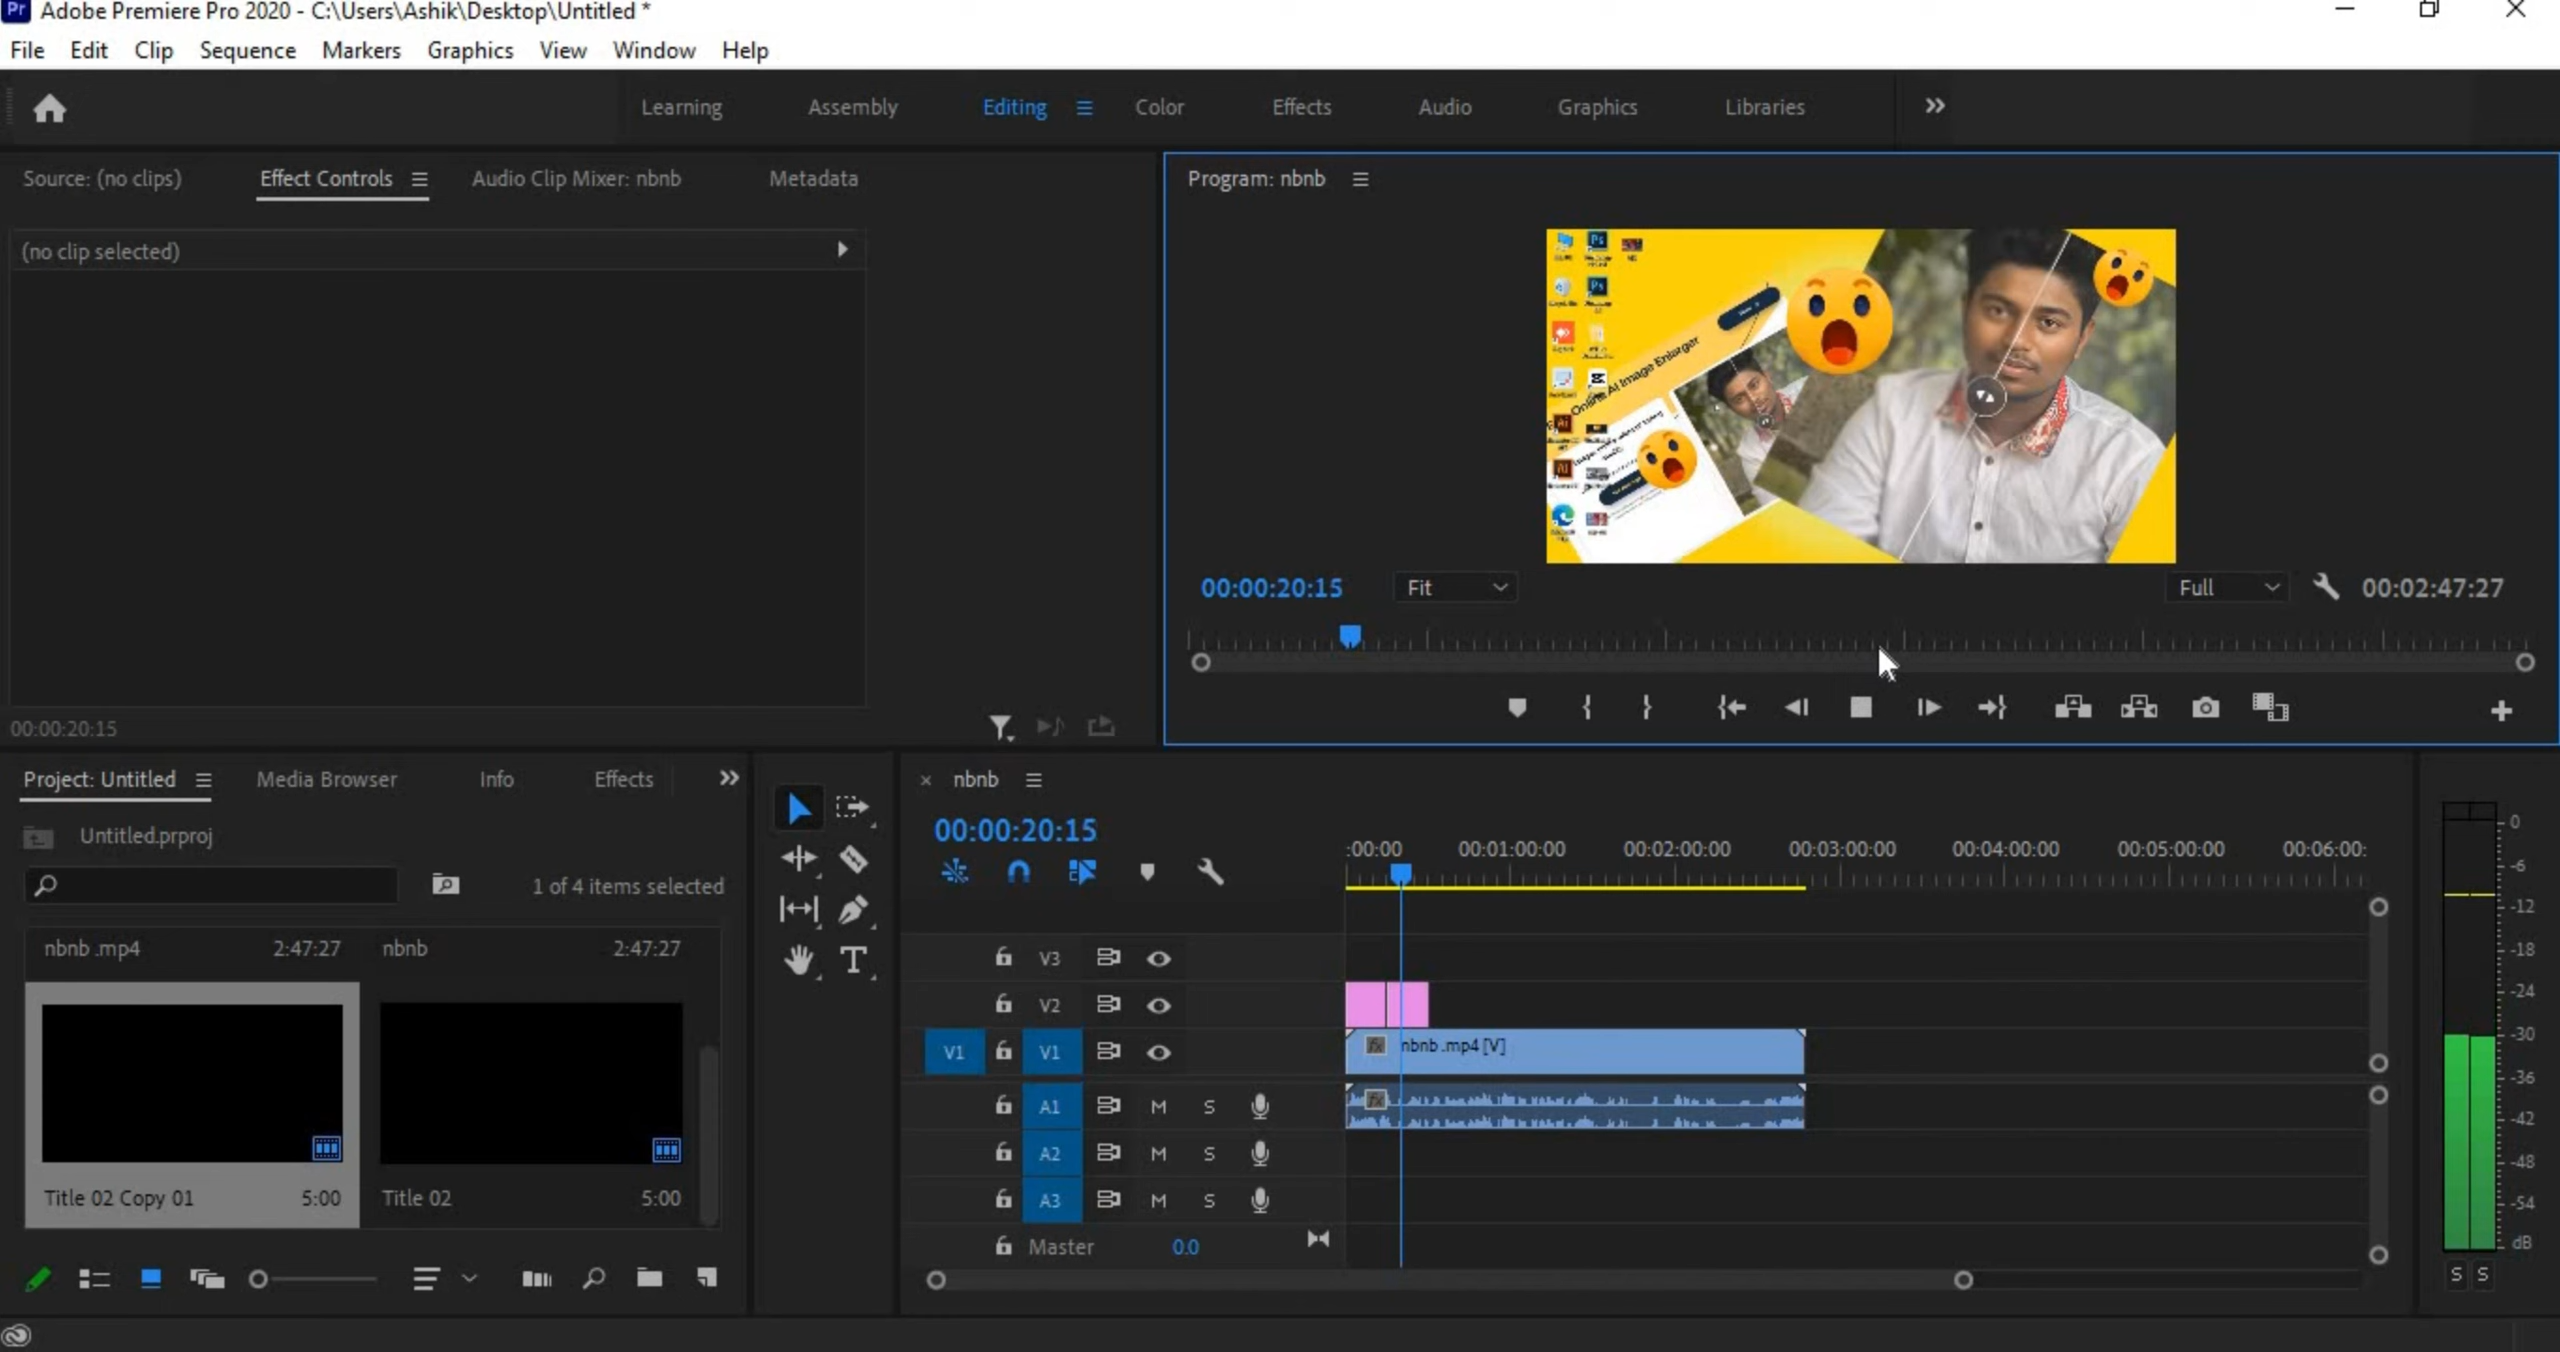 Pr Adobe Premiere Pro 2020 - C:\Users\Ashik\Desktop\Untitled *
File Edit Clip Sequence Markers Graphics View Window Help
Learning Assembly Editing Color Effects Audio Graphics Libraries
Source: (no clips) Effect Controls Audio Clip Mixer: nbnb Metadata
(no clip selected)
00:00:20:15
Program: nbnb
Ps
Ps
Online AI Image Enlarger
00:00:20:15 Fit Full 00:02:47:27
Project: Untitled Media Browser Info Effects
Untitled.prproj
1 of 4 items selected
nbnb .mp4 2:47:27 nbnb 2:47:27
Title 02 Copy 01 5:00 Title 02 5:00
T
nbnb
00:00:20:15
:00:00 00:01:00:00 00:02:00:00 00:03:00:00 00:04:00:00 00:05:00:00 00:06:00:
V3
V2
V1 V1 fx nbnb .mp4 [V]
A1 M S fx
A2 M S
A3 M S
Master 0.0
0
-6
-12
-18
-24
-30
-36
-42
-48
-54
dB
S S